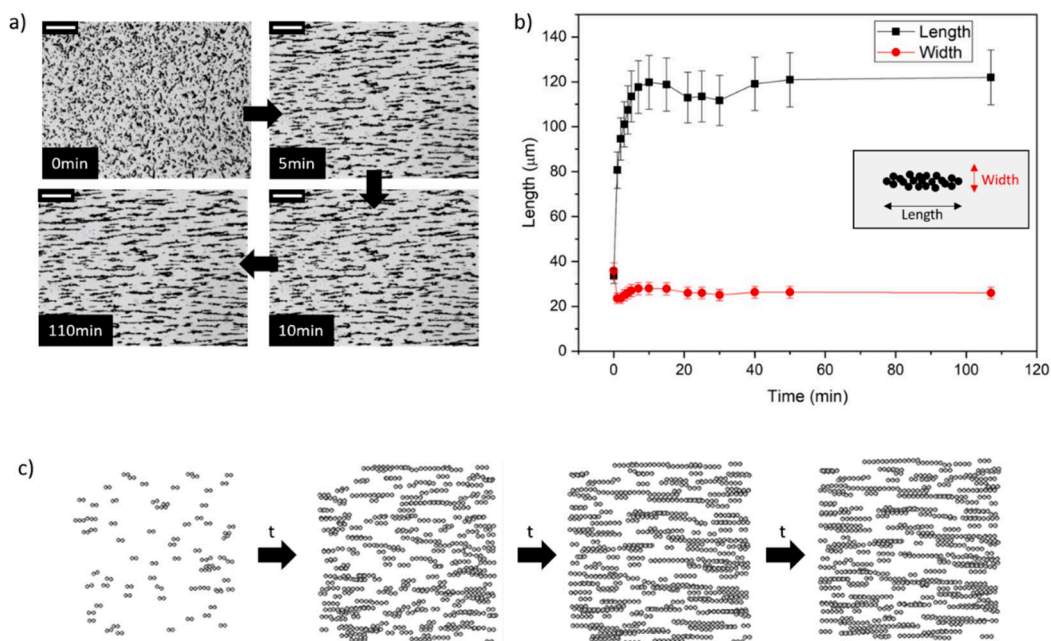 a)
0min
5min
110min
10min
b)
Length
Width
Length (μm)
140
120
100
80
60
40
20
0
Width
Length
0
20
40
60
80
100
120
Time (min)
c)
t
t
t